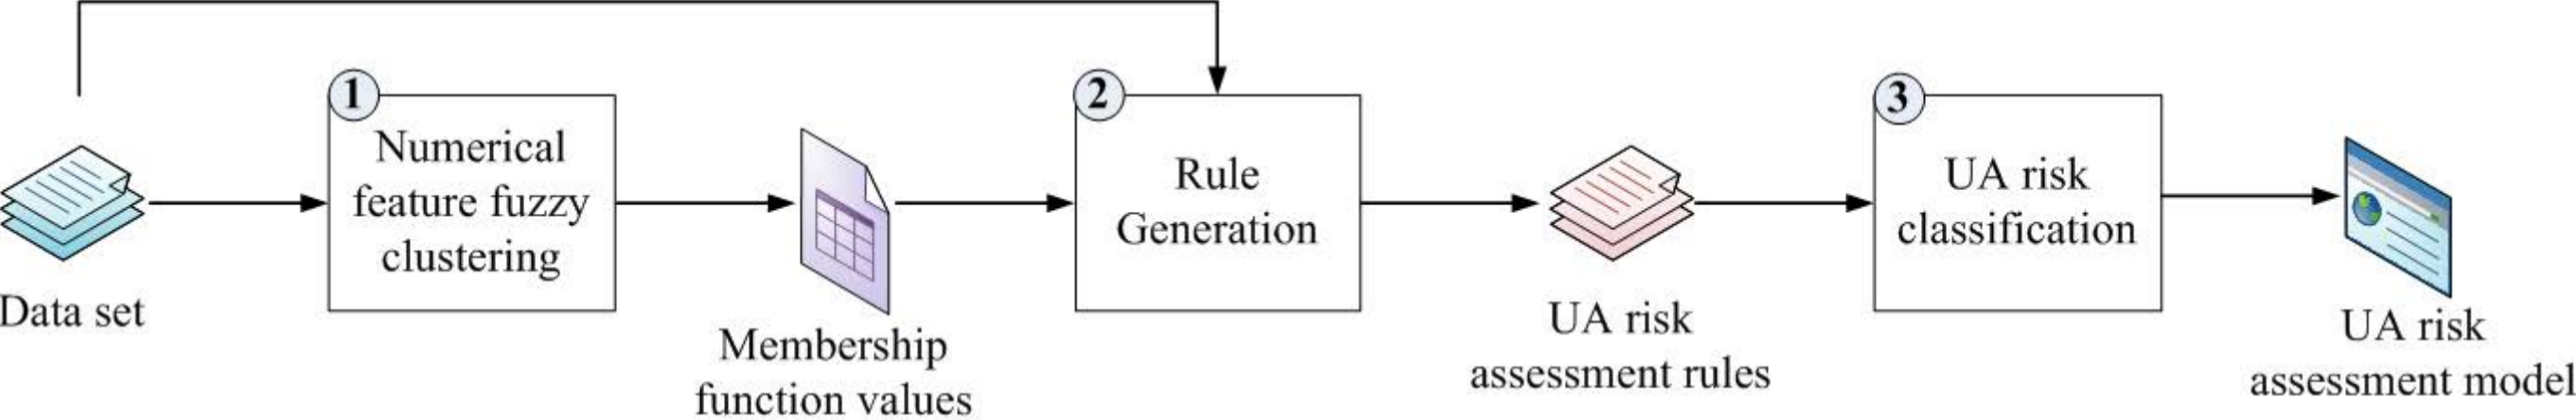 Data set
1
Numerical
feature fuzzy
clustering
Membership
function values
2
Rule
Generation
UA risk
assessment rules
3
UA risk
classification
UA risk
assessment model